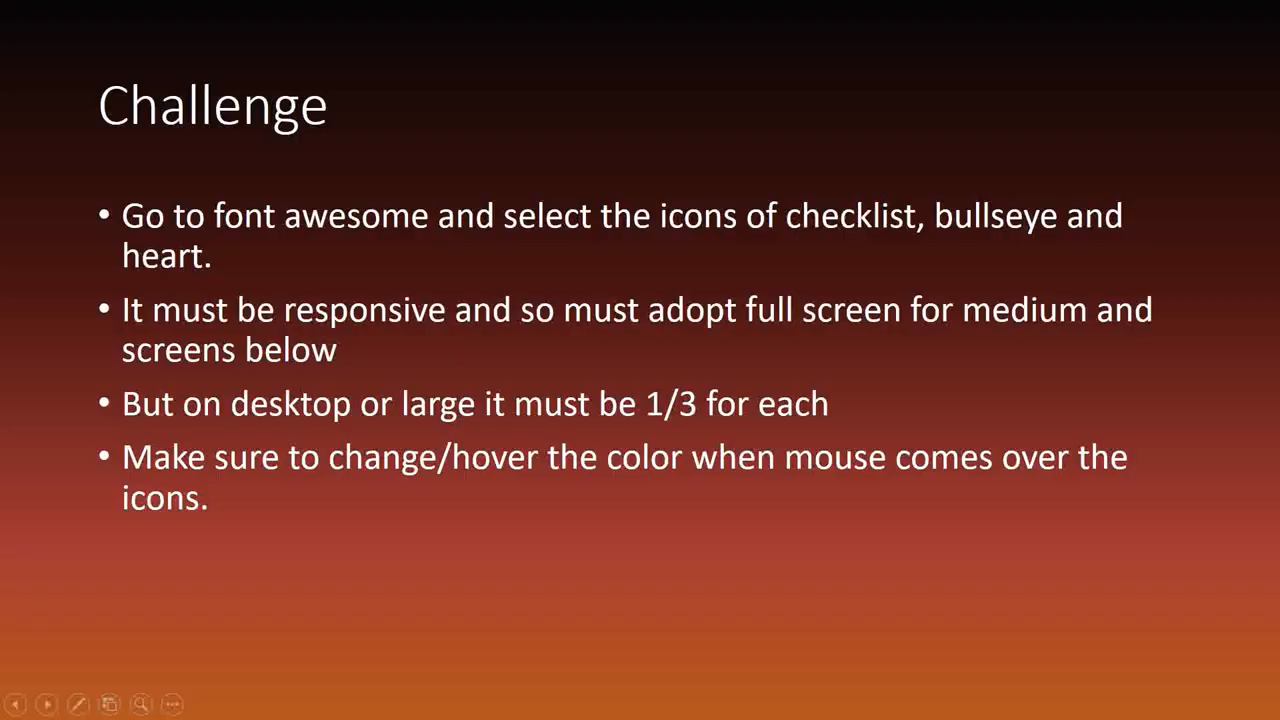 Challenge
• Go to font awesome and select the icons of checklist, bullseye and
heart.
• It must be responsive and so must adopt full screen for medium and
screens below
• But on desktop or large it must be 1/3 for each
• Make sure to change/hover the color when mouse comes over the
icons.